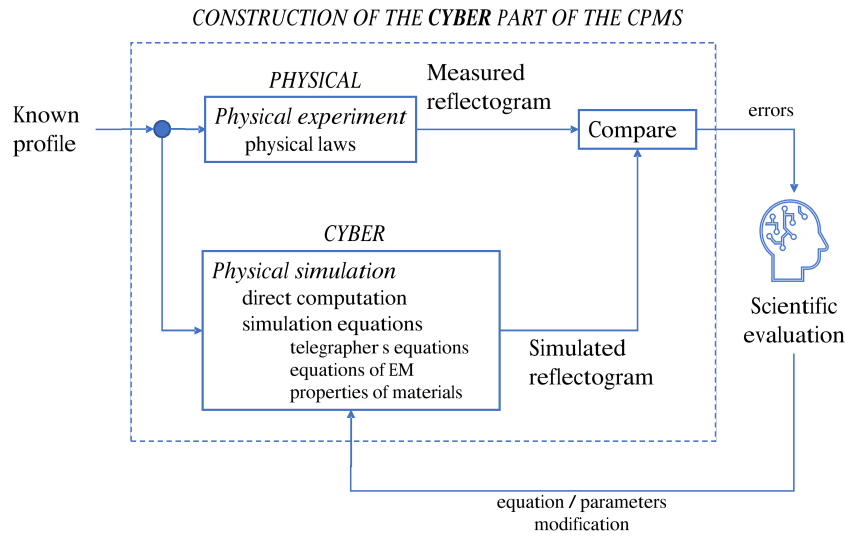 CONSTRUCTION OF THE CYBER PART OF THE CPMS
PHYSICAL
Measured
reflectogram
Known
profile
Physical experiment
physical laws
Compare
errors
CYBER
Physical simulation
direct computation
simulation equations
telegrapher s equations
equations of EM
properties of materials
Simulated
reflectogram
Scientific
evaluation
equation / parameters
modification